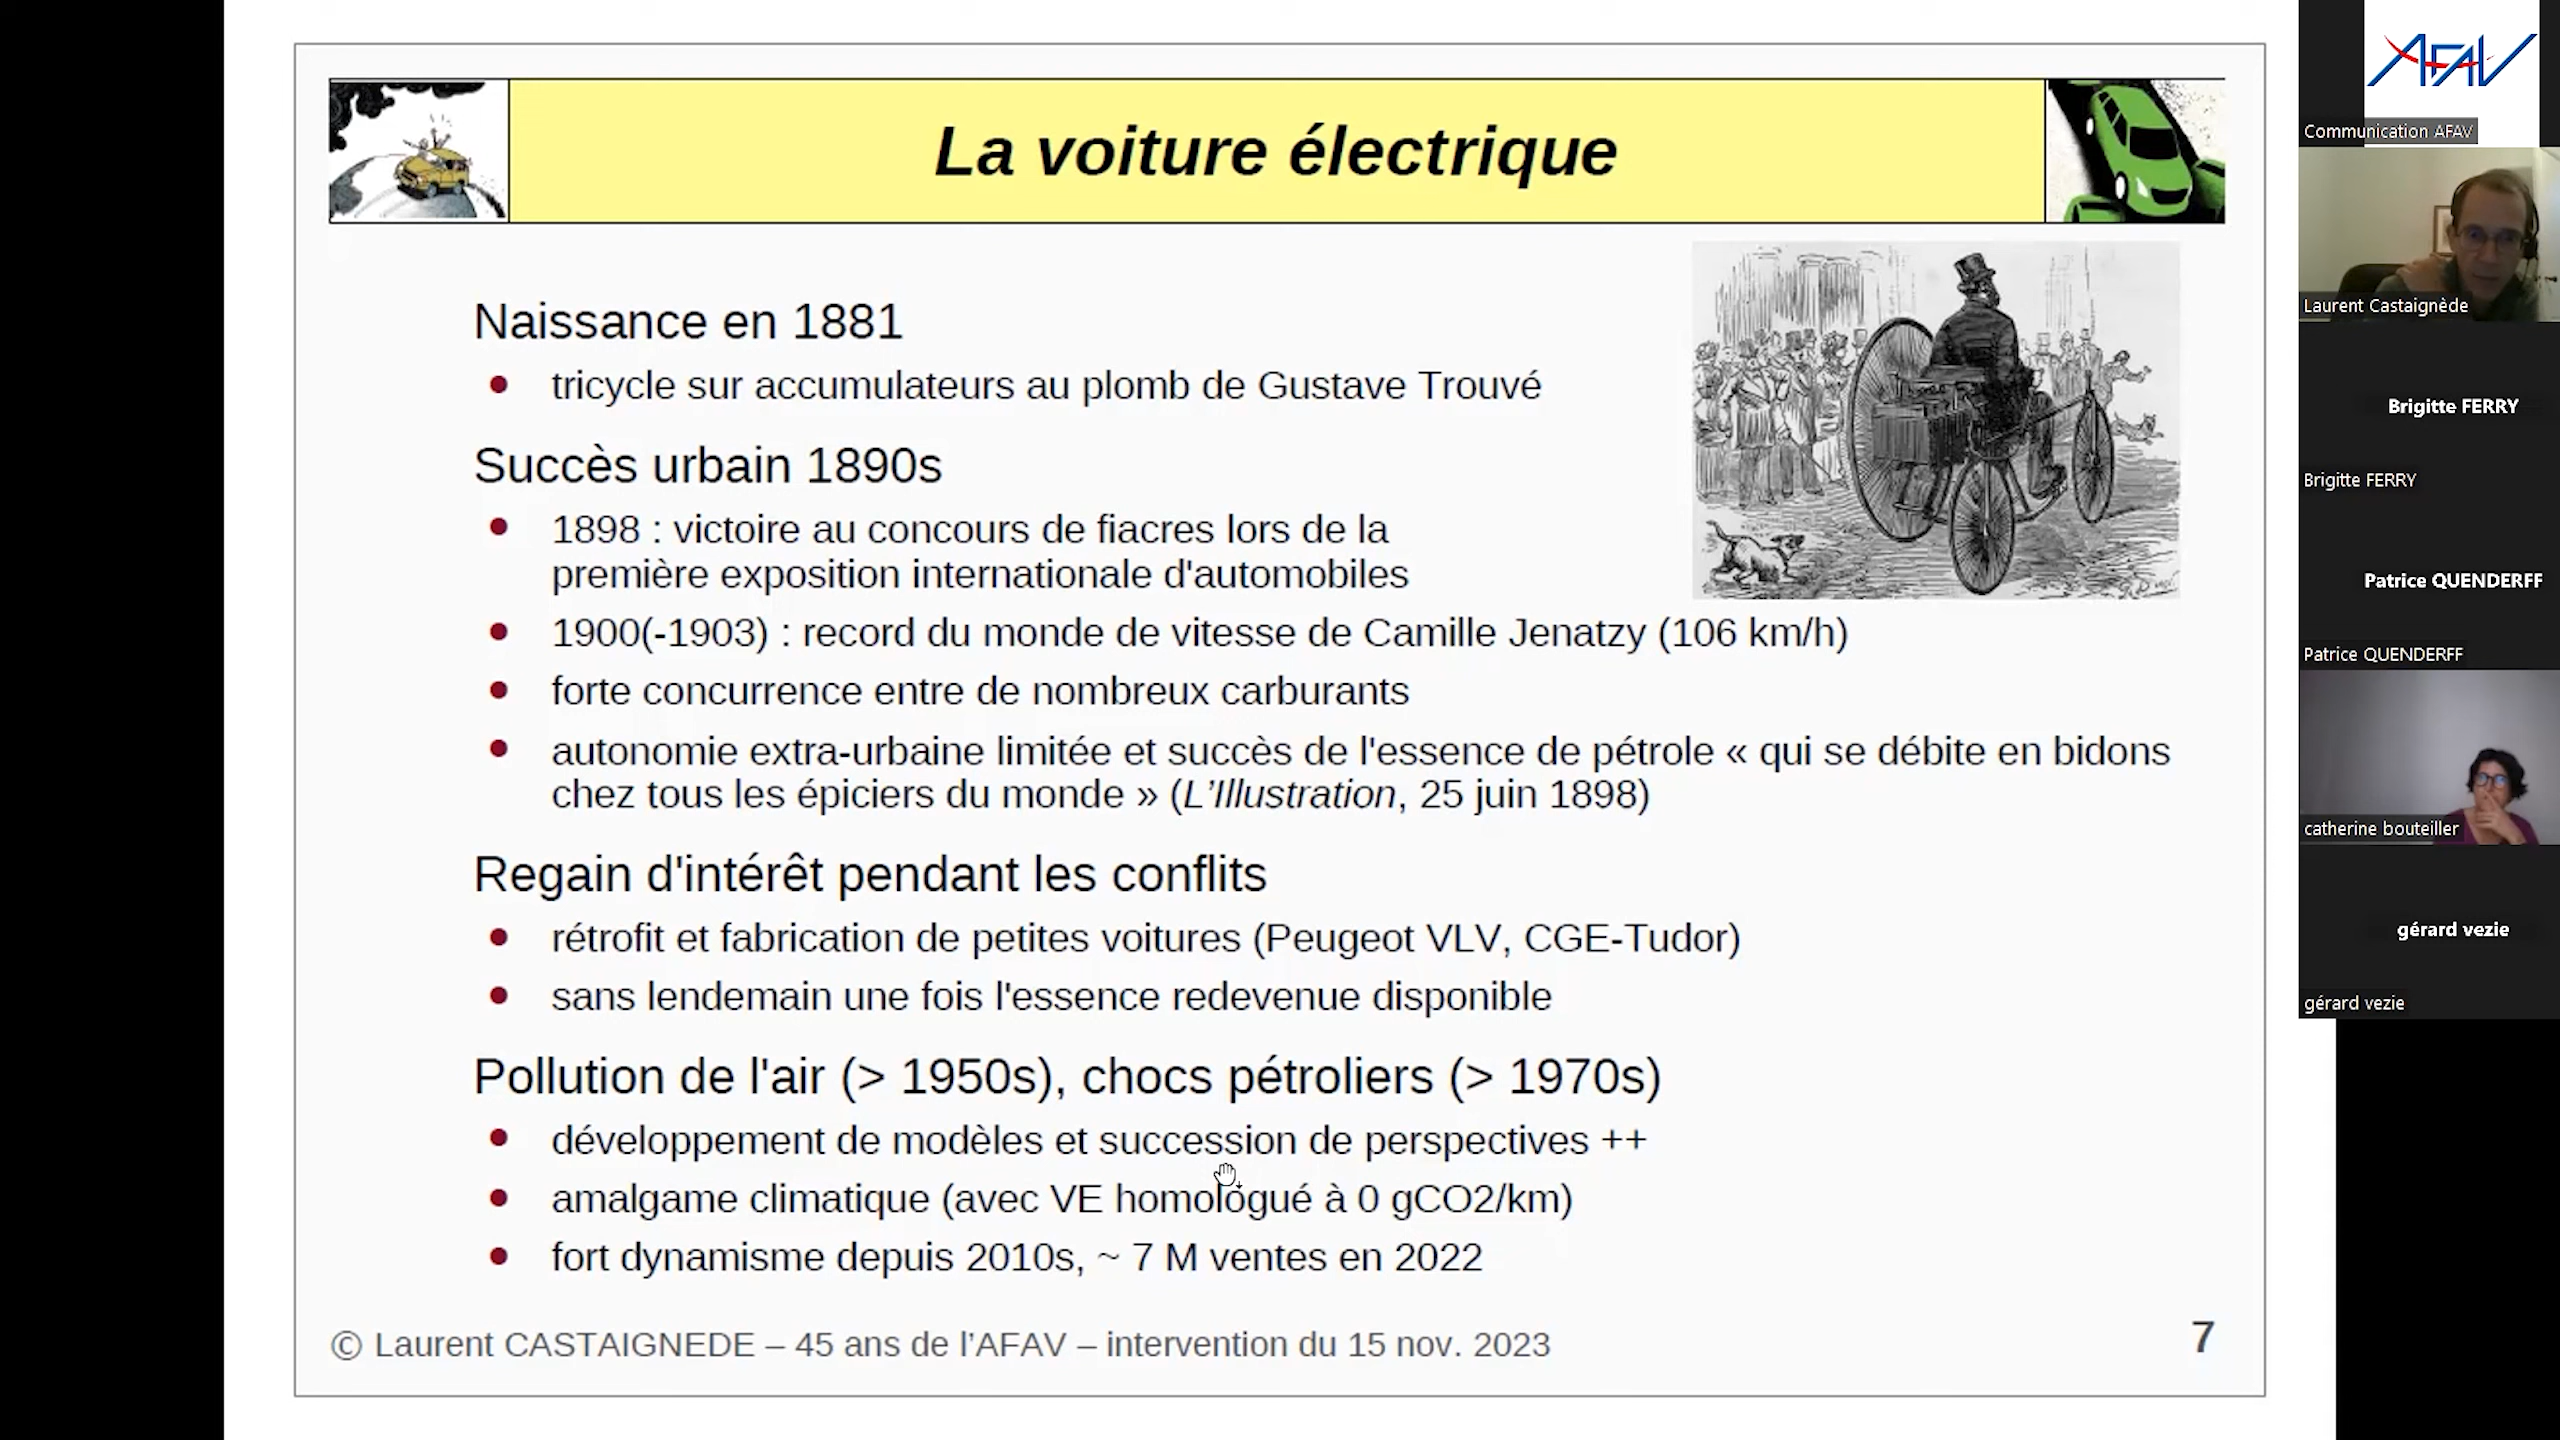 La voiture électrique
Naissance en 1881
tricycle sur accumulateurs au plomb de Gustave Trouvé
Succès urbain 1890s
1898 : victoire au concours de fiacres lors de la
première exposition internationale d'automobiles
1900(-1903) : record du monde de vitesse de Camille Jenatzy (106 km/h)
forte concurrence entre de nombreux carburants
autonomie extra-urbaine limitée et succès de l'essence de pétrole « qui se débite en bidons
chez tous les épiciers du monde » (L’Illustration, 25 juin 1898)
Regain d'intérêt pendant les conflits
rétrofit et fabrication de petites voitures (Peugeot VLV, CGE-Tudor)
sans lendemain une fois l'essence redevenue disponible
Pollution de l'air (> 1950s), chocs pétroliers (> 1970s)
développement de modèles et succession de perspectives ++
amalgame climatique (avec VE homologué à 0 gCO2/km)
fort dynamisme depuis 2010s, ~ 7 M ventes en 2022
© Laurent CASTAIGNEDE – 45 ans de l’AFAV – intervention du 15 nov. 2023
7
AFAV
Communication AFAV
Laurent Castaignède
Brigitte FERRY
Brigitte FERRY
Patrice QUENDERFF
Patrice QUENDERFF
catherine bouteiller
gérard vezie
gérard vezie